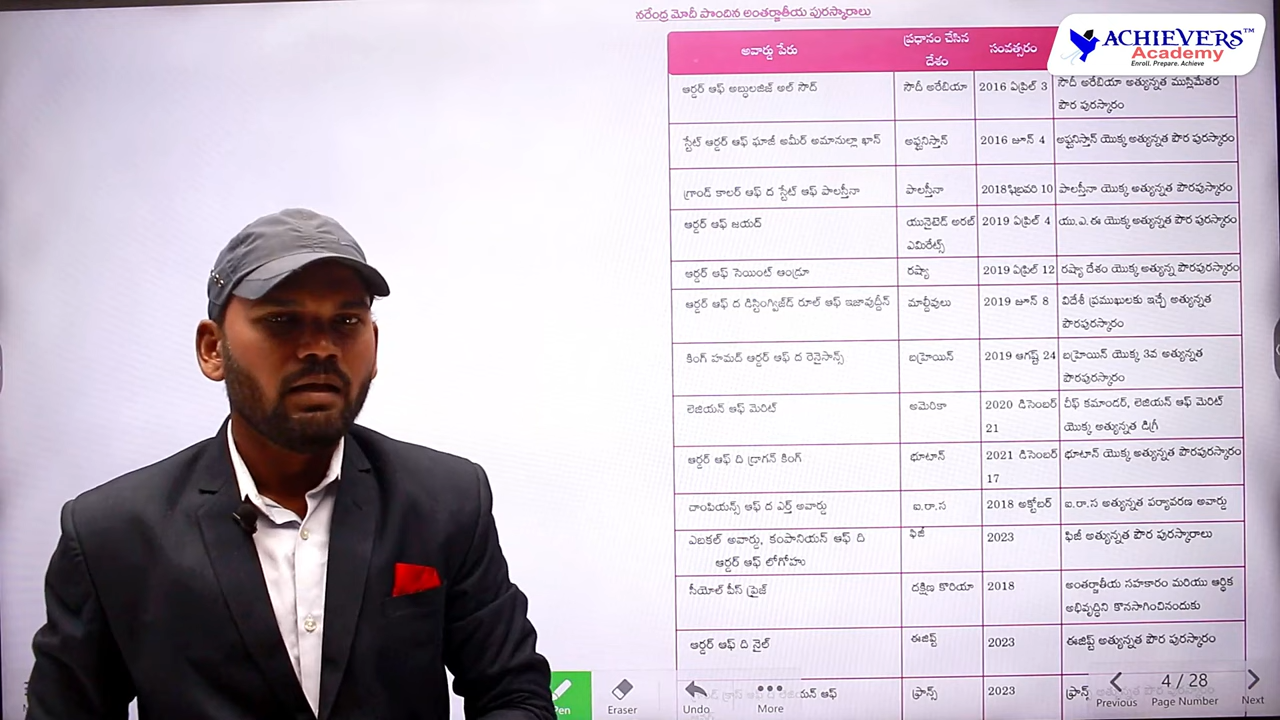 నరేంద్ర మోదీ పొందిన అంతర్జాతీయ పురస్కారాలు
ACHIEVERS™
Academy
Enroll. Prepare. Achieve
అవార్డు పేరు
ప్రధానం చేసిన
దేశం
సంవత్సరం
ఆర్డర్ ఆఫ్ అబ్దులజిజ్ అల్ సౌద్
సౌదీ అరేబియా
2016 ఏప్రిల్ 3
సౌదీ అరేబియా అత్యున్నత ముస్లిమేతర
పౌర పురస్కారం
స్టేట్ ఆర్డర్ ఆఫ్ ఘాజీ అమీర్ అమానుల్లా ఖాన్
అఫ్ఘనిస్తాన్
2016 జూన్ 4
అఫ్ఘనిస్తాన్ యొక్క అత్యున్నత పౌర పురస్కారం
గ్రాండ్ కాలర్ ఆఫ్ ద స్టేట్ ఆఫ్ పాలస్తీనా
పాలస్తీనా
2018ఫిబ్రవరి 10
పాలస్తీనా యొక్క అత్యున్నత పౌరపుస్కారం
ఆర్డర్ ఆఫ్ జయద్
యునైటెడ్ అరబ్
ఎమిరేట్స్
2019 ఏప్రిల్ 4
యు.ఎ.ఈ యొక్క అత్యున్నత పౌర పురస్కారం
ఆర్డర్ ఆఫ్ సెయింట్ ఆండ్రూ
రష్యా
2019 ఏప్రిల్ 12
రష్యా దేశం యొక్క అత్యున్న పౌరపురస్కారం
ఆర్డర్ ఆఫ్ ద డిస్టింగ్విజ్డ్ రూల్ ఆఫ్ ఇజావుద్దీన్
మాల్దీవులు
2019 జూన్ 8
విదేశీ ప్రముఖులకు ఇచ్చే అత్యున్నత
పౌరపురస్కారం
కింగ్ హమద్ ఆర్డర్ ఆఫ్ ద రెనైసాన్స్
బహ్రెయిన్
2019 ఆగష్ట్ 24
బహ్రెయిన్ యొక్క 3వ అత్యున్నత
పౌరపురస్కారం
లెజియన్ ఆఫ్ మెరిట్
అమెరికా
2020 డిసెంబర్
21
చీఫ్ కమాండర్, లెజియన్ ఆఫ్ మెరిట్
యొక్క అత్యున్నత డిగ్రీ
ఆర్డర్ ఆఫ్ ది డ్రాగన్ కింగ్
భూటాన్
2021 డిసెంబర్
17
భూటాన్ యొక్క అత్యున్నత పౌరపురస్కారం
చాంపియన్స్ ఆఫ్ ద ఎర్త్ అవార్డు
ఐ.రా.స
2018 అక్టోబర్
ఐ.రా.స అత్యున్నత పర్యావరణ అవార్డు
ఎబకల్ అవార్డు, కంపానియన్ ఆఫ్ ది
ఆర్డర్ ఆఫ్ లోగోహు
ఫిజీ
2023
ఫిజీ అత్యున్నత పౌర పురస్కారాలు
సీయోల్ పీస్ ప్రైజ్
దక్షిణ కొరియా
2018
అంతర్జాతీయ సహకారం మరియు ఆర్థిక
అభివృద్ధిని కొనసాగించినందుకు
ఆర్డర్ ఆఫ్ ది నైల్
ఈజిప్ట్
2023
ఈజిప్ట్ అత్యున్నత పౌర పురస్కారం
ఆఫ్
ఫ్రాన్స్
2023
ఫ్రాన్స్
Pen
Eraser
Undo
More
Previous
4 / 28
Page Number
Next